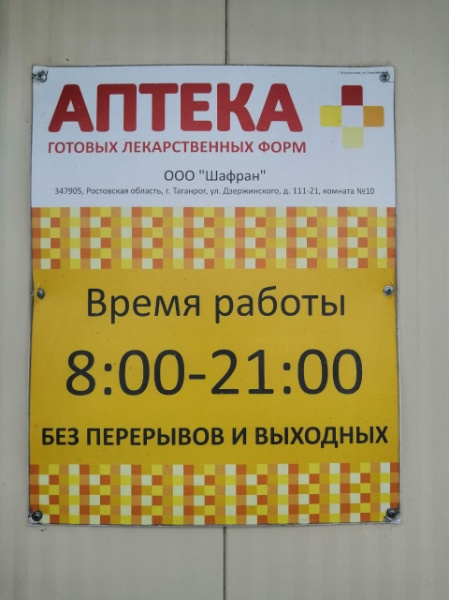 АПТЕКА
ГОТОВЫХ ЛЕКАРСТВЕННЫХ ФОРМ
ООО "Шафран"
347905, Ростовская область, г. Таганрог, ул. Дзержинского, д. 111-21, комната №10
Время работы
8:00-21:00
БЕЗ ПЕРЕРЫВОВ И ВЫХОДНЫХ